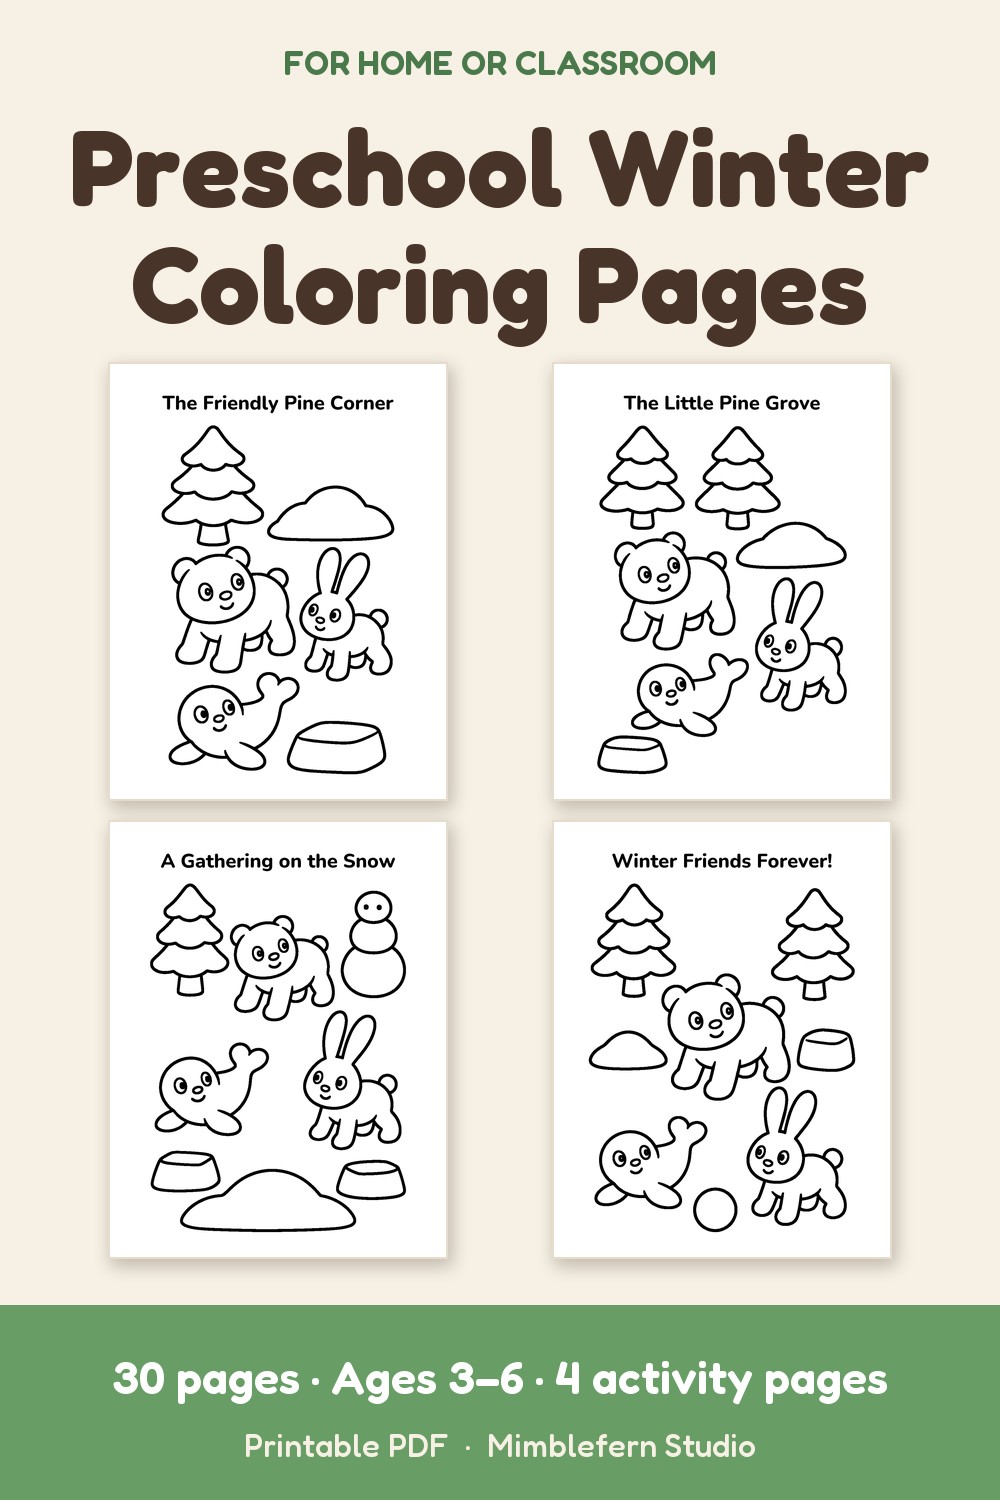 FOR HOME OR CLASSROOM
Preschool Winter
Coloring Pages
The Friendly Pine Corner
The Little Pine Grove
A Gathering on the Snow
Winter Friends Forever!
30 pages · Ages 3–6 · 4 activity pages
Printable PDF · Mimblefern Studio